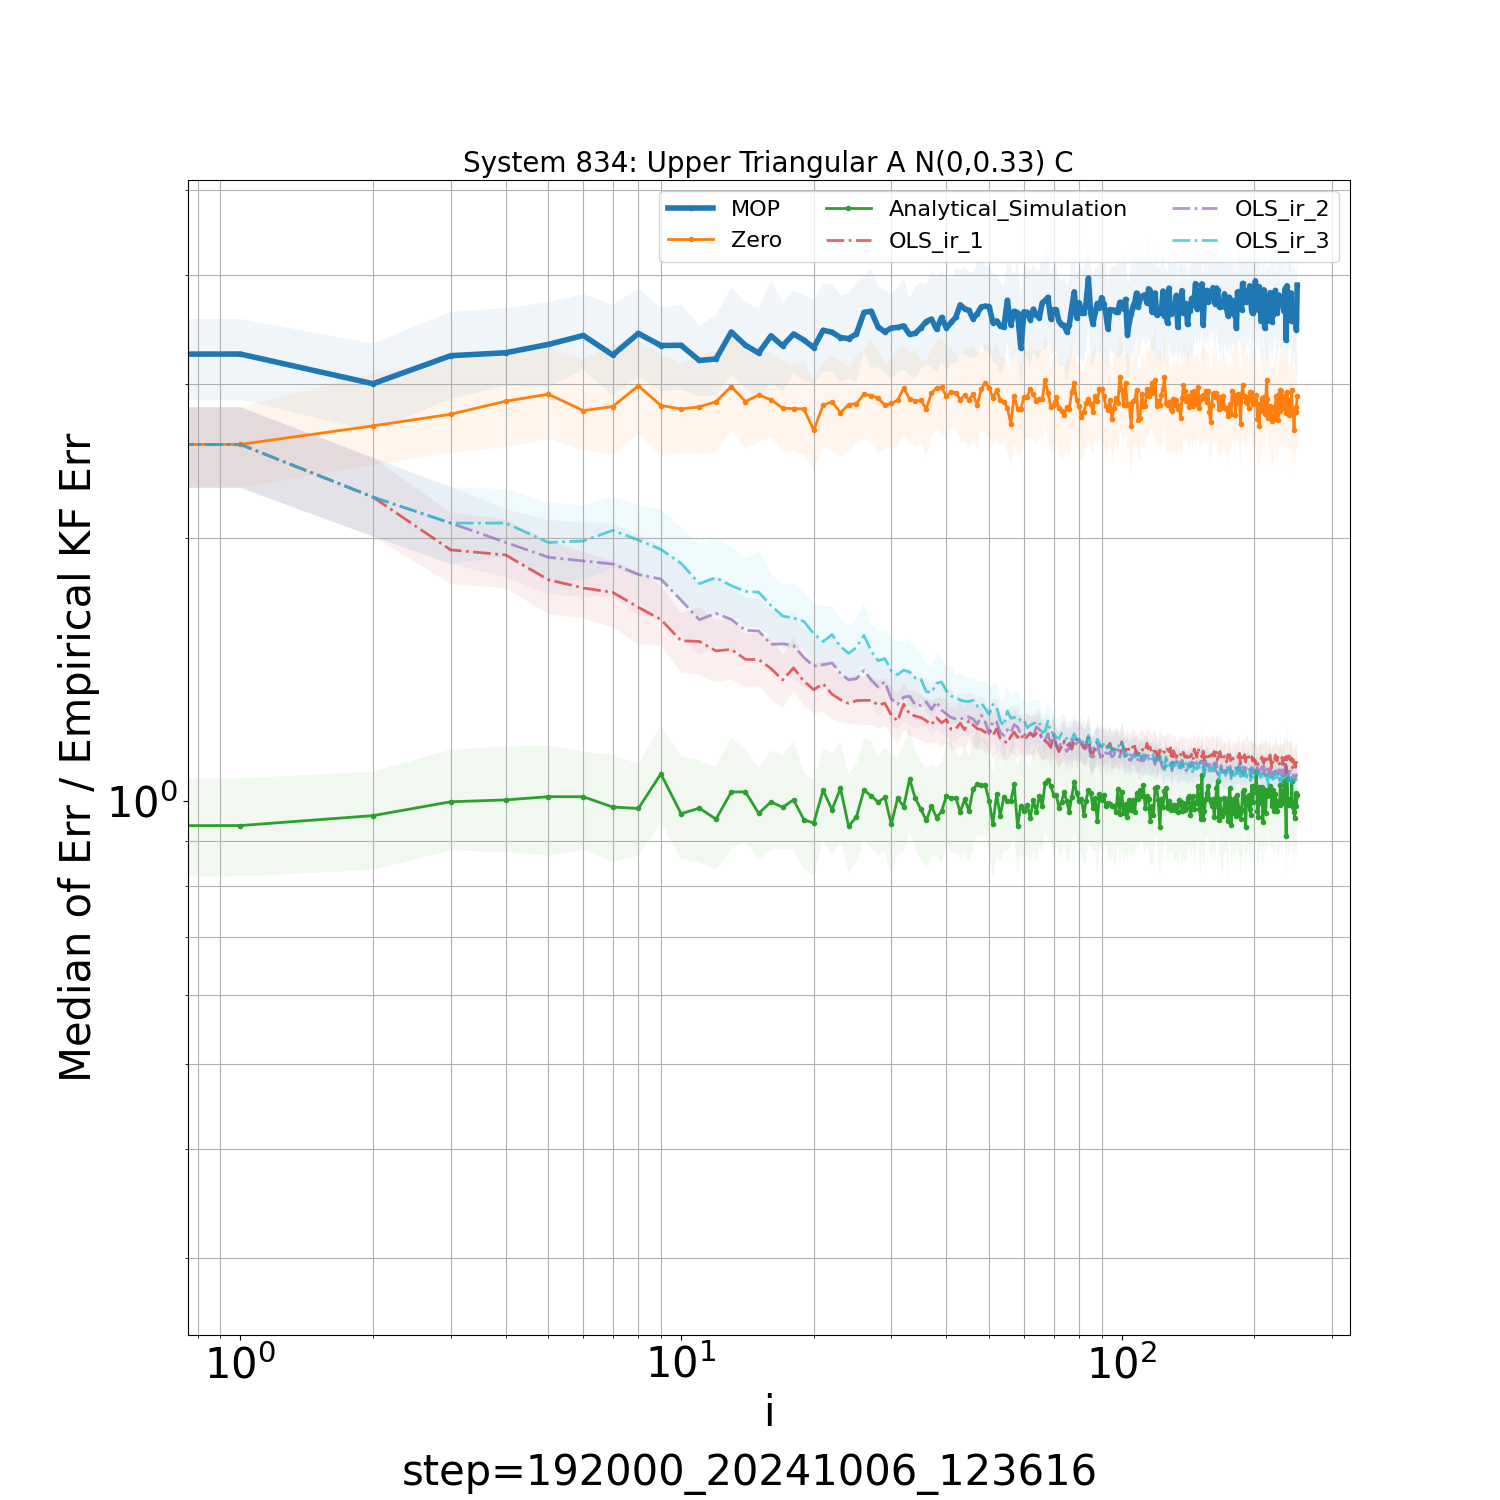 System 834: Upper Triangular A N(0,0.33) C
MOP
Zero
Analytical_Simulation
OLS_ir_1
OLS_ir_2
OLS_ir_3
Median of Err / Empirical KF Err
10⁰
10⁰
10¹
10²
i
step=192000_20241006_123616